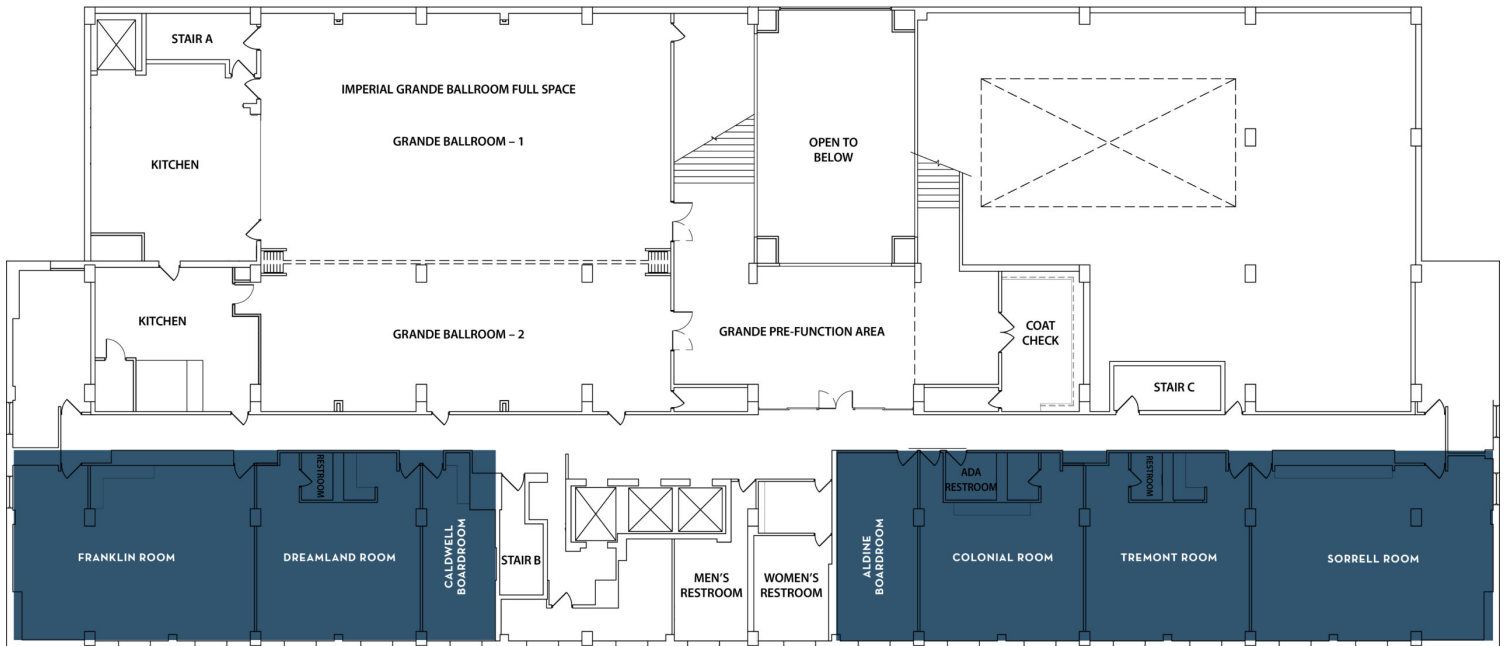 STAIR A
IMPERIAL GRANDE BALLROOM FULL SPACE
GRANDE BALLROOM – 1
KITCHEN
OPEN TO
BELOW
KITCHEN
GRANDE BALLROOM – 2
GRANDE PRE-FUNCTION AREA
COAT
CHECK
STAIR C
RESTROOM
ADA
RESTROOM
RESTROOM
FRANKLIN ROOM
DREAMLAND ROOM
CALDWELL
BOARDROOM
STAIR B
MEN'S
RESTROOM
WOMEN'S
RESTROOM
ALDINE
BOARDROOM
COLONIAL ROOM
TREMONT ROOM
SORRELL ROOM